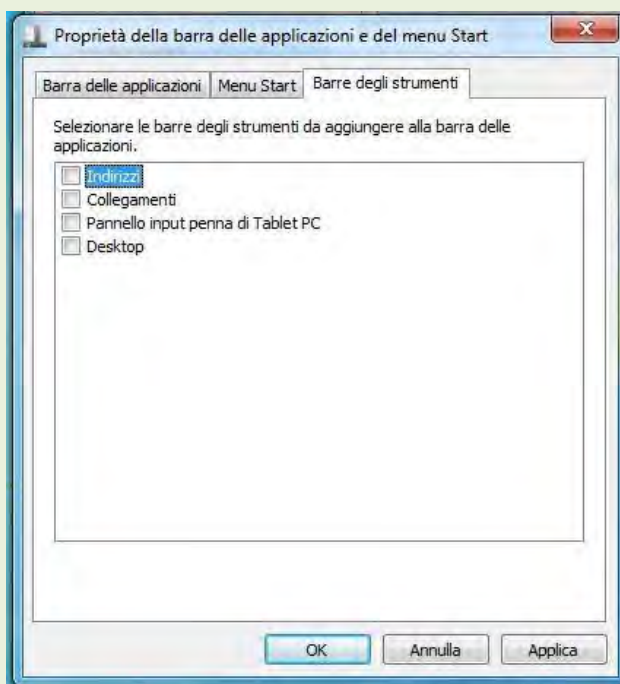 Proprietà della barra delle applicazioni e del menu Start
Barra delle applicazioni Menu Start Barre degli strumenti
Selezionare le barre degli strumenti da aggiungere alla barra delle
applicazioni.
Indirizzi
Collegamenti
Pannello input penna di Tablet PC
Desktop
OK Annulla Applica